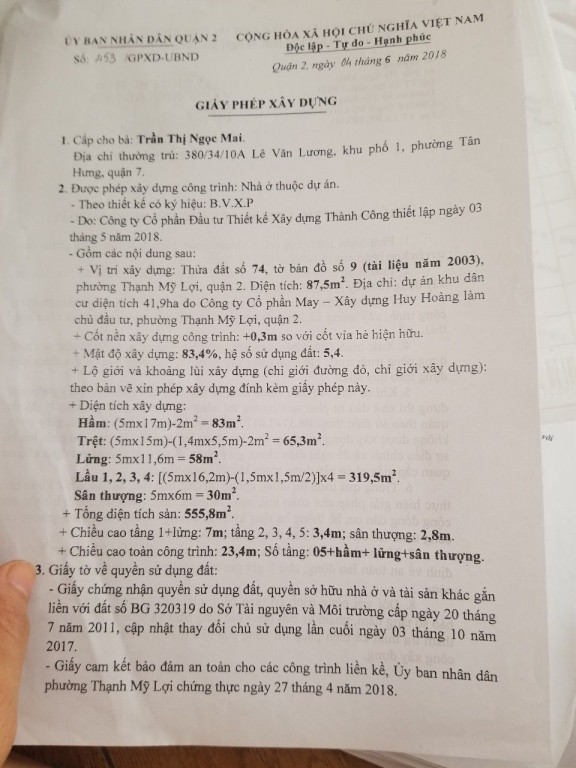 ỦY BAN NHÂN DÂN QUẬN 2
CỘNG HÒA XÃ HỘI CHỦ NGHĨA VIỆT NAM
Độc lập - Tự do - Hạnh phúc
Số: 453 /GPXD-UBND
Quận 2, ngày 04 tháng 6 năm 2018
GIẤY PHÉP XÂY DỰNG
1. Cấp cho bà: Trần Thị Ngọc Mai.
Địa chỉ thường trú: 380/34/10A Lê Văn Lương, khu phố 1, phường Tân
Hưng, quận 7.
2. Được phép xây dựng công trình: Nhà ở thuộc dự án.
- Theo thiết kế có ký hiệu: B.V.X.P
- Do: Công ty Cổ phần Đầu tư Thiết kế Xây dựng Thành Công thiết lập ngày 03
tháng 5 năm 2018.
- Gồm các nội dung sau:
+ Vị trí xây dựng: Thửa đất số 74, tờ bản đồ số 9 (tài liệu năm 2003),
phường Thạnh Mỹ Lợi, quận 2. Diện tích: 87,5m². Địa chỉ: dự án khu dân
cư diện tích 41,9ha do Công ty Cổ phần May – Xây dựng Huy Hoàng làm
chủ đầu tư, phường Thạnh Mỹ Lợi, quận 2.
+ Cốt nền xây dựng công trình: +0,3m so với cốt vỉa hè hiện hữu.
+ Mật độ xây dựng: 83,4%, hệ số sử dụng đất: 5,4.
+ Lộ giới và khoảng lùi xây dựng (chỉ giới đường đỏ, chỉ giới xây dựng):
theo bản vẽ xin phép xây dựng đính kèm giấy phép này.
+ Diện tích xây dựng:
Hầm: (5mx17m)-2m² = 83m².
Trệt: (5mx15m)-(1,4mx5,5m)-2m² = 65,3m².
Lửng: 5mx11,6m = 58m².
Lầu 1, 2, 3, 4: [(5mx16,2m)-(1,5mx1,5m/2)]x4 = 319,5m².
Sân thượng: 5mx6m = 30m².
+ Tổng diện tích sàn: 555,8m².
+ Chiều cao tầng 1+lửng: 7m; tầng 2, 3, 4, 5: 3,4m; sân thượng: 2,8m.
+ Chiều cao toàn công trình: 23,4m; Số tầng: 05+hầm+ lửng+sân thượng.
3. Giấy tờ về quyền sử dụng đất:
- Giấy chứng nhận quyền sử dụng đất, quyền sở hữu nhà ở và tài sản khác gắn
liền với đất số BG 320319 do Sở Tài nguyên và Môi trường cấp ngày 20 tháng
7 năm 2011, cập nhật thay đổi chủ sử dụng lần cuối ngày 03 tháng 10 năm
2017.
- Giấy cam kết bảo đảm an toàn cho các công trình liền kề, Ủy ban nhân dân
phường Thạnh Mỹ Lợi chứng thực ngày 27 tháng 4 năm 2018.